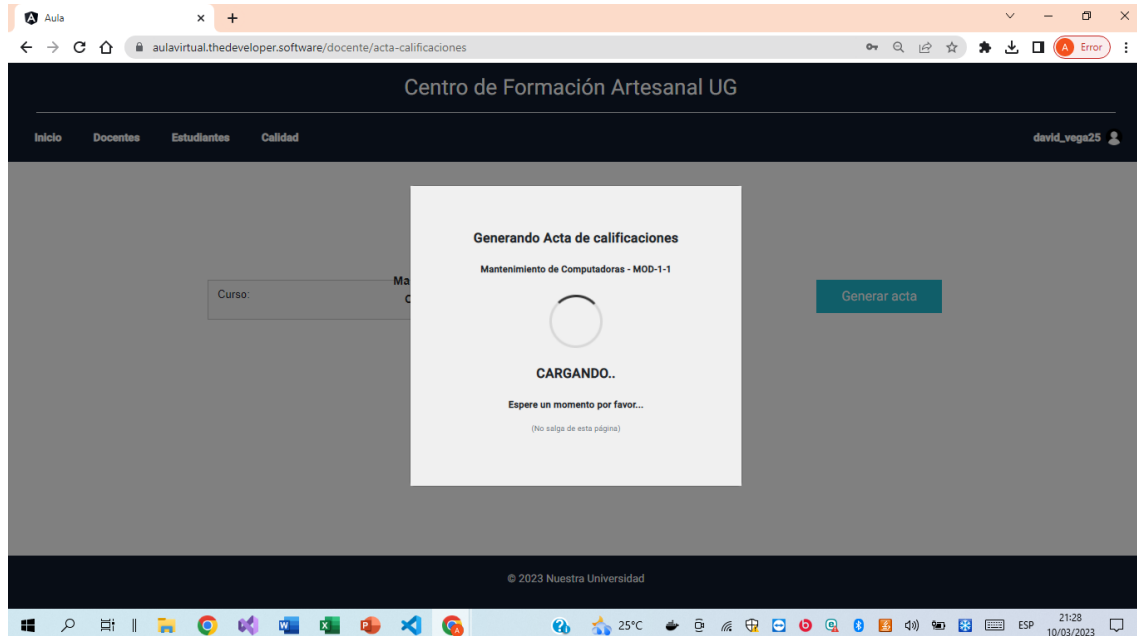 Aula
aulavirtual.thedeveloper.software/docente/acta-calificaciones
Error
Centro de Formación Artesanal UG
Inicio Docentes Estudiantes Calidad david_vega25
Generando Acta de calificaciones
Mantenimiento de Computadoras - MOD-1-1
Ma
Curso: C
Generar acta
CARGANDO..
Espere un momento por favor...
(No salga de esta página)
© 2023 Nuestra Universidad
25°C ESP 21:28
10/03/2023